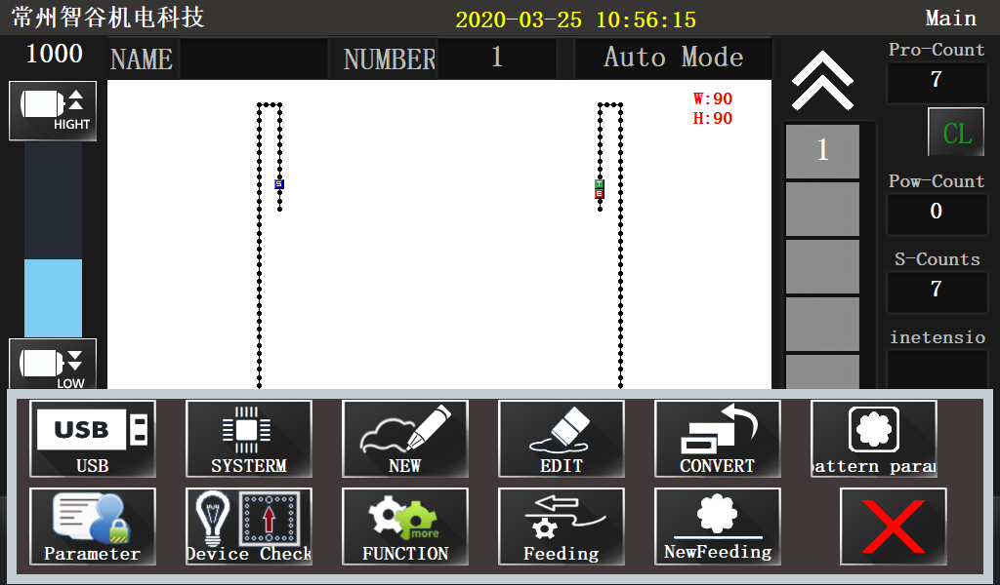 常州智谷机电科技 2020-03-25 10:56:15 Main
1000 NAME NUMBER 1 Auto Mode Pro-Count
7
HIGHT
W:90
H:90
CL
1
Pow-Count
0
S-Counts
7
inetensio
S
T
E
LOW
USB
USB SYSTERM NEW EDIT CONVERT attern para
more
Parameter Device Check FUNCTION Feeding NewFeeding